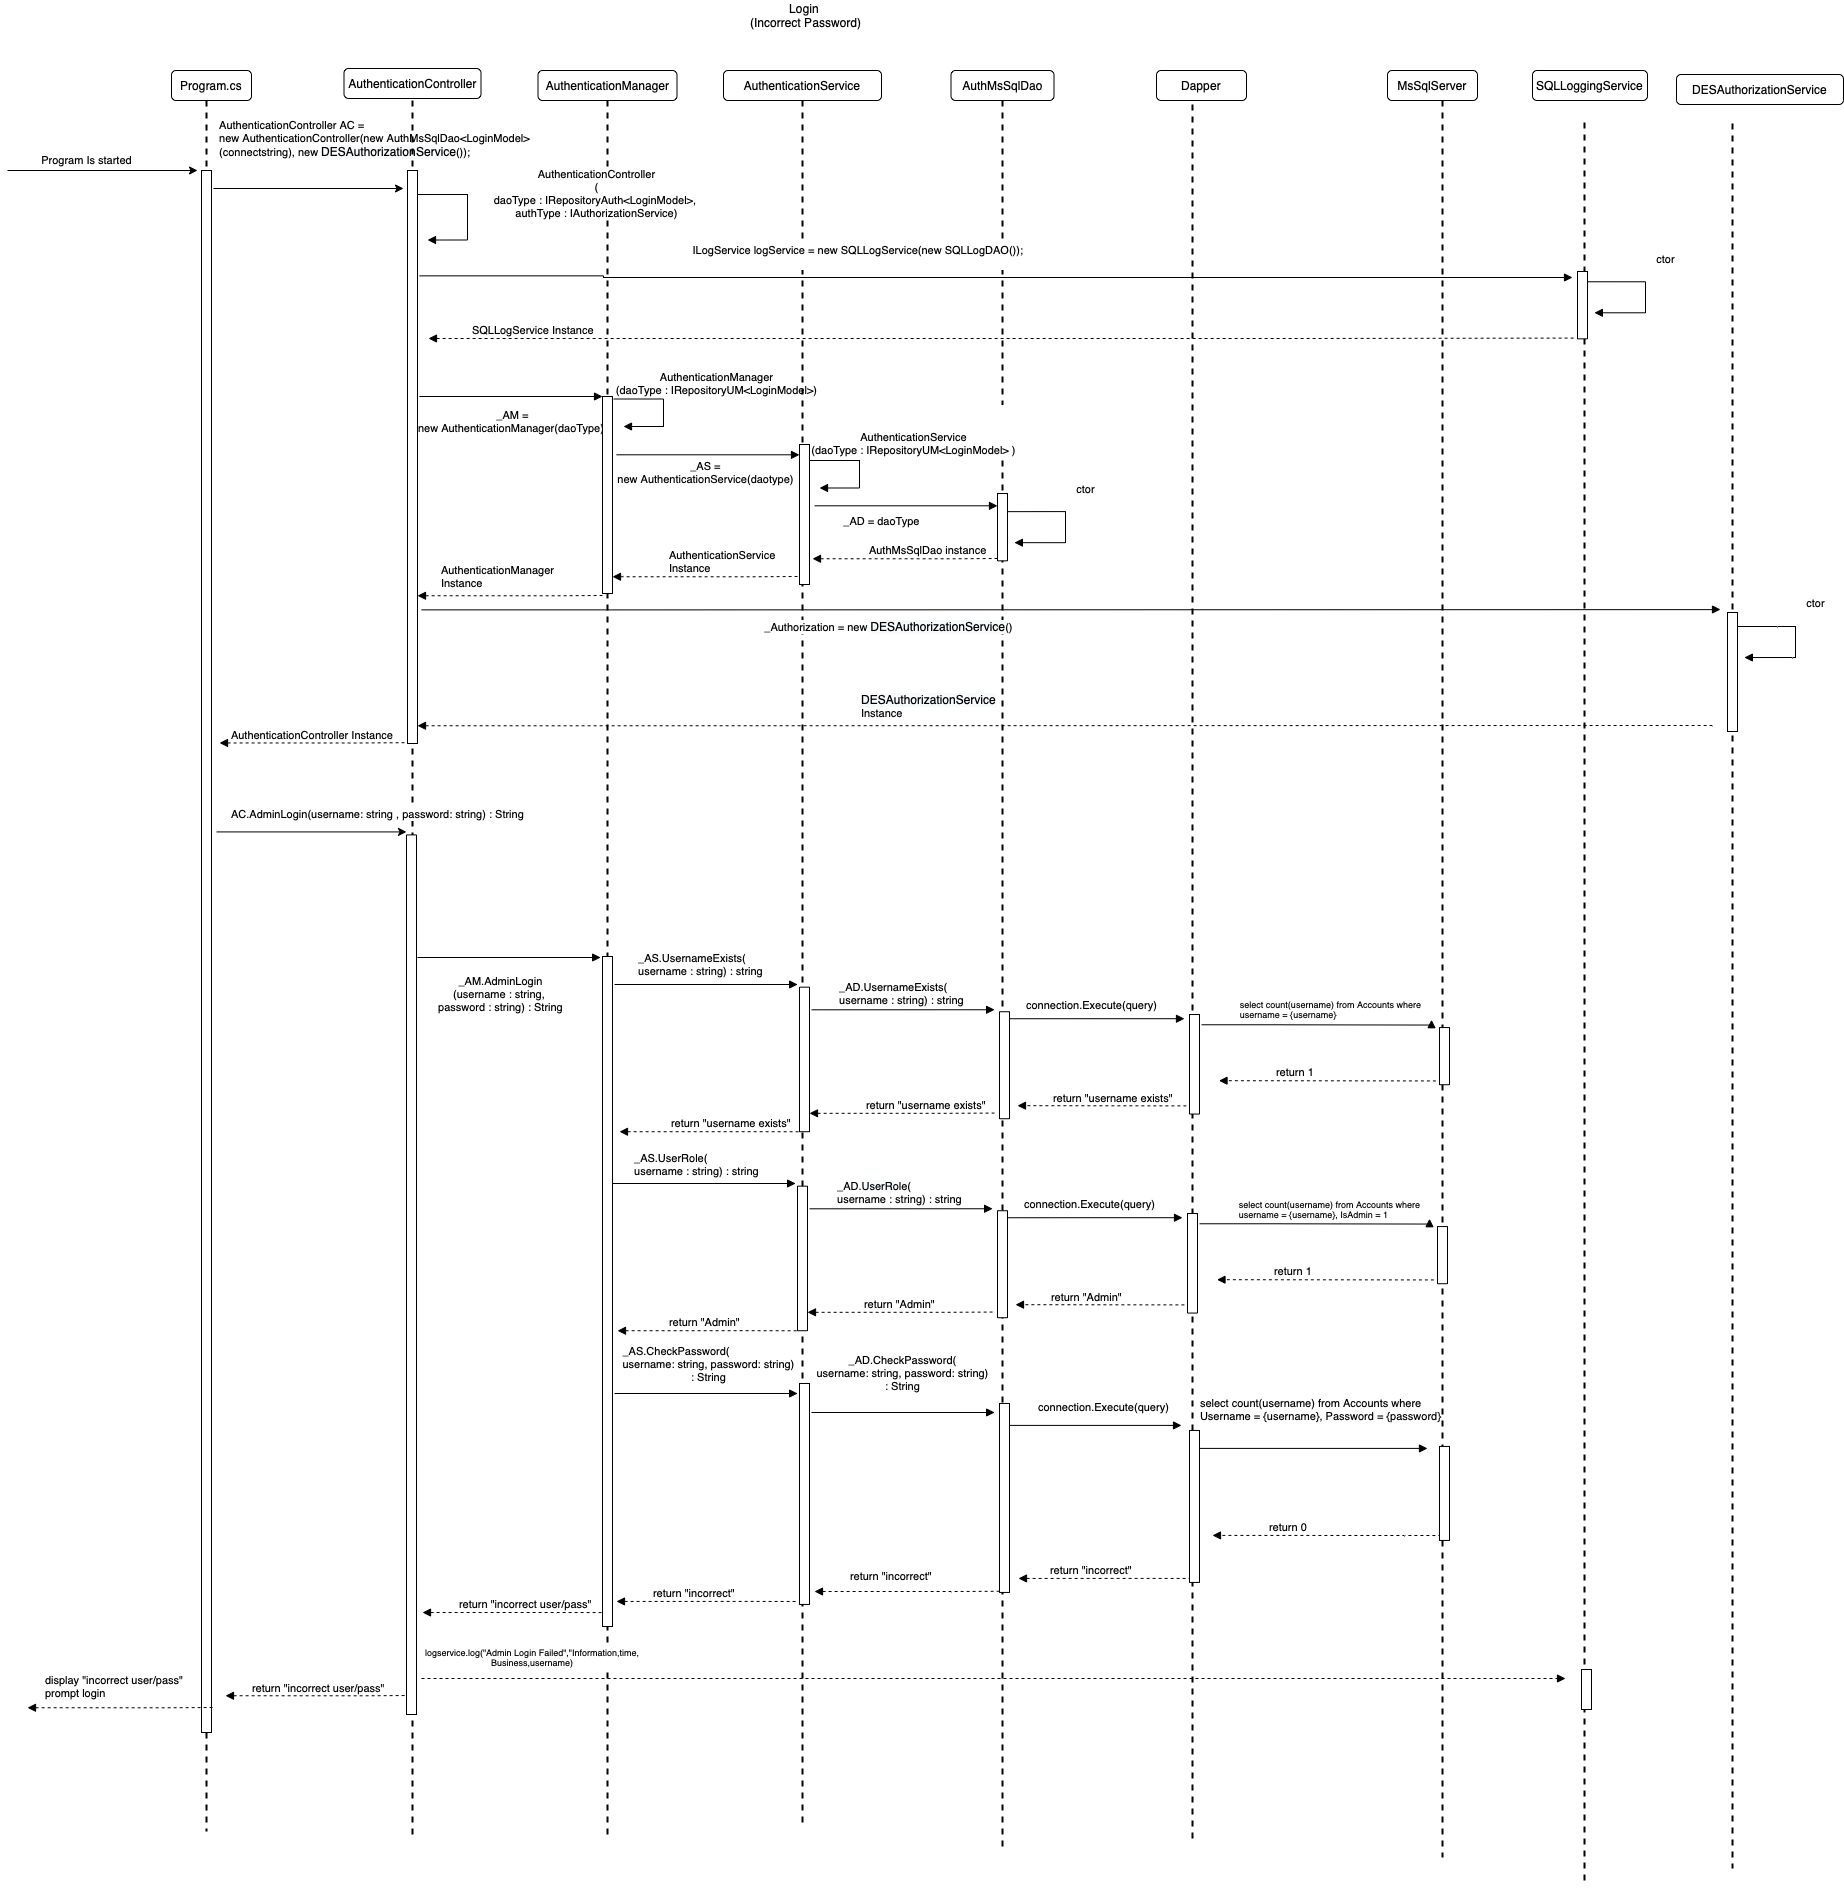 Login
(Incorrect Password)
Program.cs
AuthenticationController
AuthenticationManager
AuthenticationService
AuthMsSqlDao
Dapper
MsSqlServer
SQLLoggingService
DESAuthorizationService
AuthenticationController AC =
new AuthenticationController(new AuthMsSqlDao<LoginModel>
(connectstring), new DESAuthorizationService());
Program Is started
AuthenticationController
(
daoType : IRepositoryAuth<LoginModel>,
authType : IAuthorizationService)
ILogService logService = new SQLLogService(new SQLLogDAO());
ctor
SQLLogService Instance
AuthenticationManager
(daoType : IRepositoryUM<LoginModel>)
_AM =
new AuthenticationManager(daoType)
AuthenticationService
(daoType : IRepositoryUM<LoginModel> )
_AS =
new AuthenticationService(daotype)
ctor
_AD = daoType
AuthMsSqlDao instance
AuthenticationService
Instance
AuthenticationManager
Instance
ctor
_Authorization = new DESAuthorizationService()
DESAuthorizationService
Instance
AuthenticationController Instance
AC.AdminLogin(username: string , password: string) : String
_AM.AdminLogin
(username : string,
password : string) : String
_AS.UsernameExists(
username : string) : string
_AD.UsernameExists(
username : string) : string
connection.Execute(query)
select count(username) from Accounts where
username = {username}
return 1
return "username exists"
return "username exists"
return "username exists"
_AS.UserRole(
username : string) : string
_AD.UserRole(
username : string) : string
connection.Execute(query)
select count(username) from Accounts where
username = {username}, IsAdmin = 1
return 1
return "Admin"
return "Admin"
return "Admin"
_AS.CheckPassword(
username: string, password: string)
: String
_AD.CheckPassword(
username: string, password: string)
: String
connection.Execute(query)
select count(username) from Accounts where
Username = {username}, Password = {password}
return 0
return "incorrect"
return "incorrect"
return "incorrect"
return "incorrect user/pass"
logservice.log("Admin Login Failed","Information,time,
Business,username)
return "incorrect user/pass"
display "incorrect user/pass"
prompt login